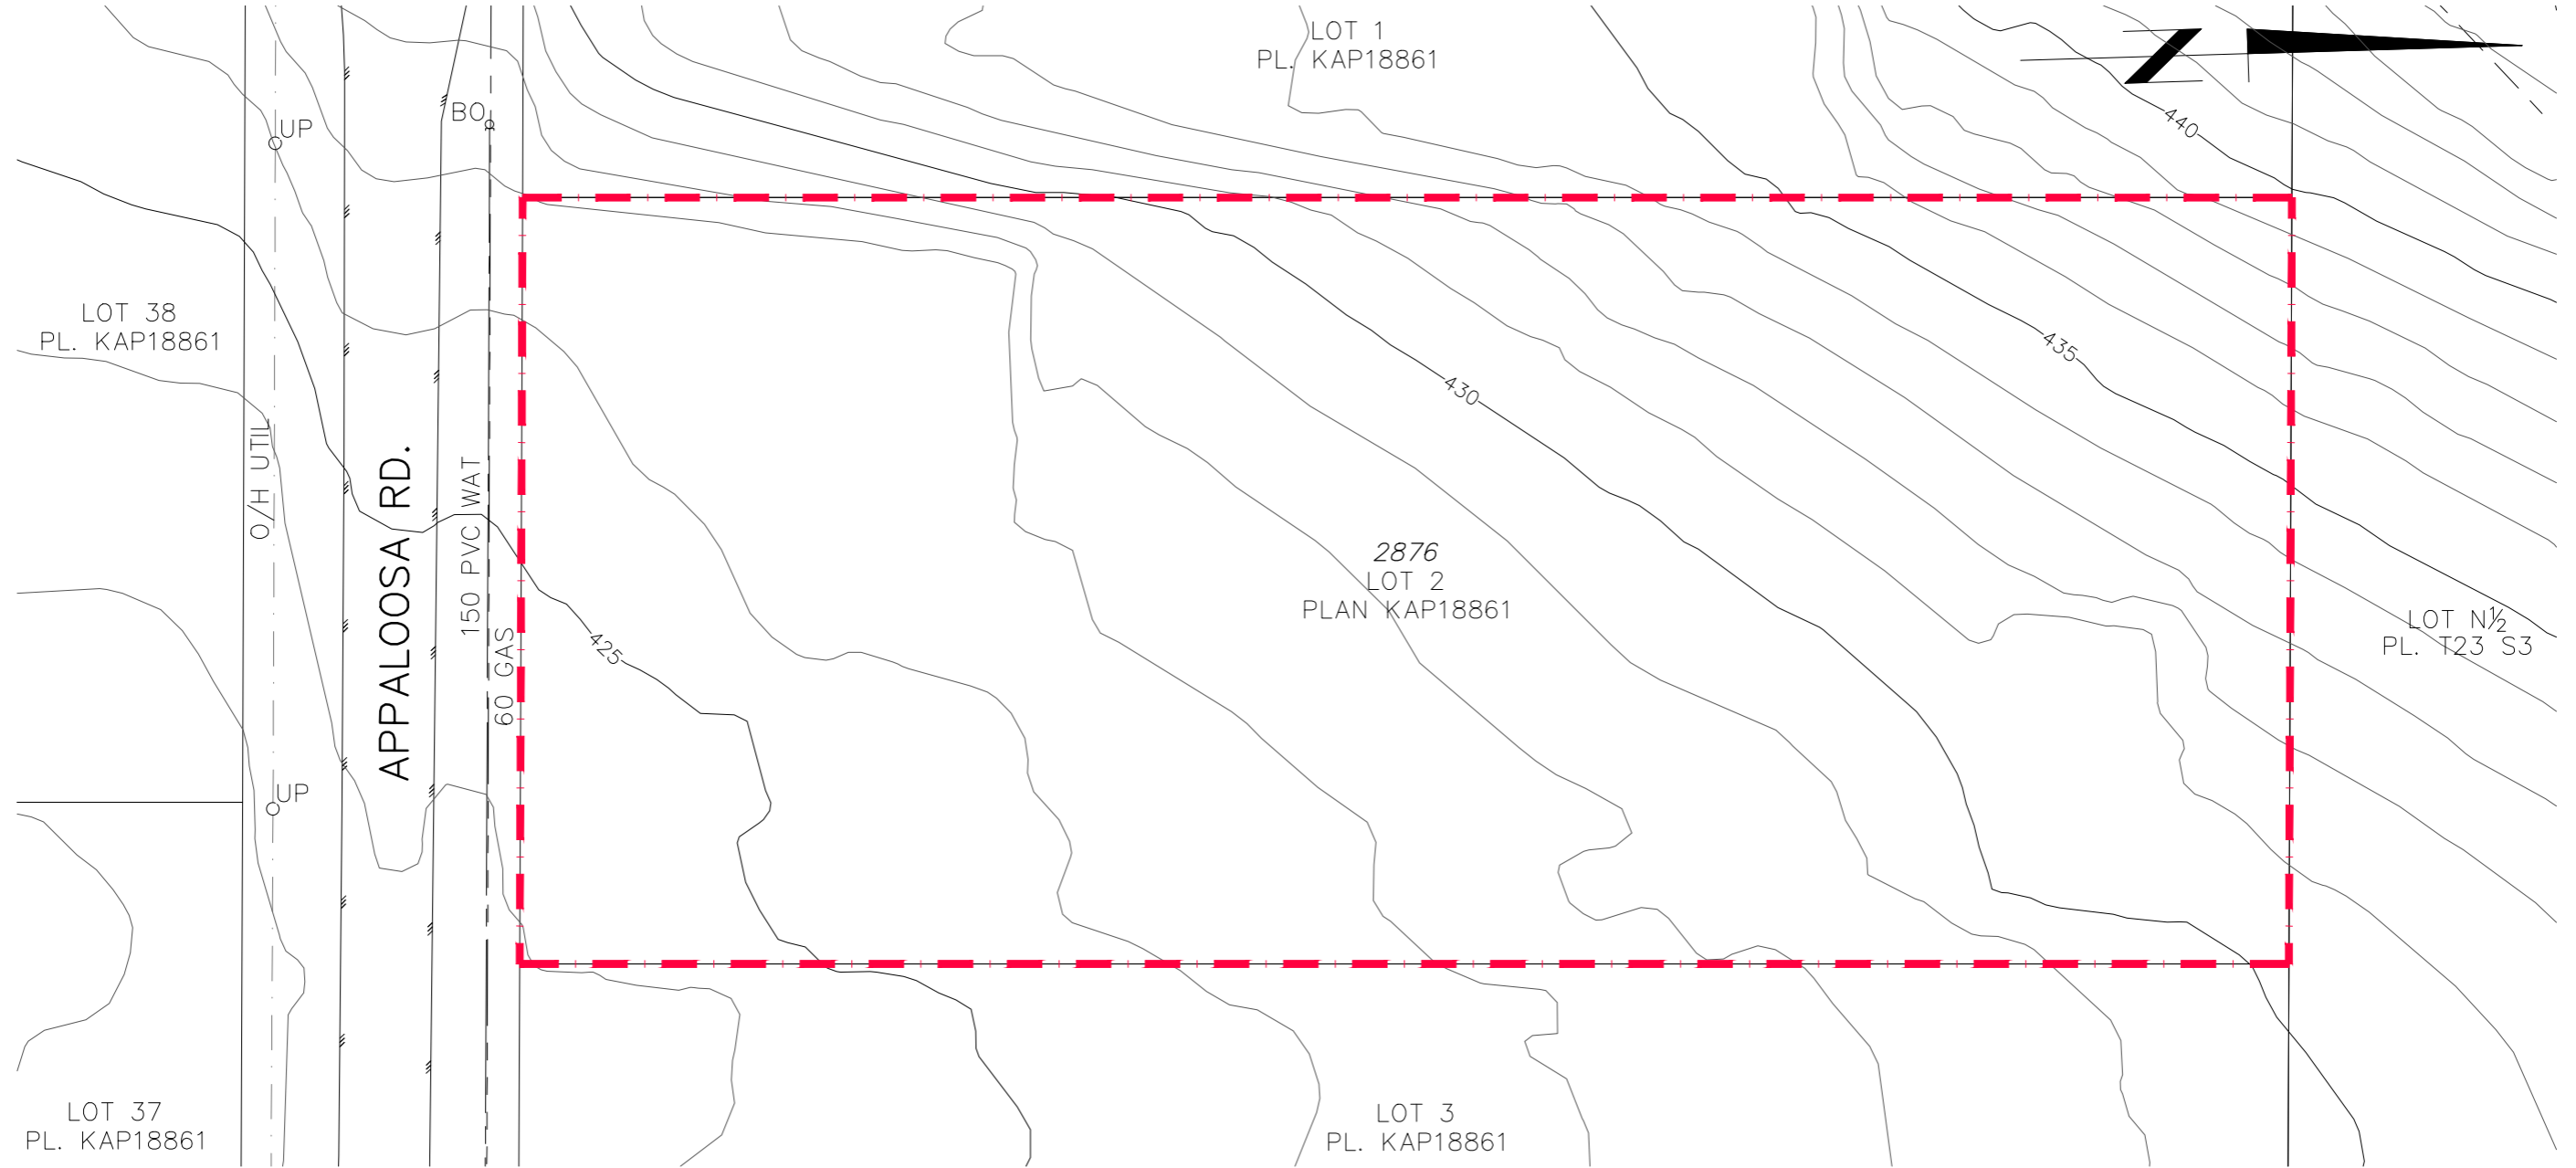 LOT 1
PL. KAP18861
N
440
BO
UP
LOT 38
PL. KAP18861
435
430
O/H UTIL
APPALOOSA RD.
150 PVC WAT
60 GAS
2876
LOT 2
PLAN KAP18861
LOT N½
PL. T23 S3
425
UP
LOT 37
PL. KAP18861
LOT 3
PL. KAP18861